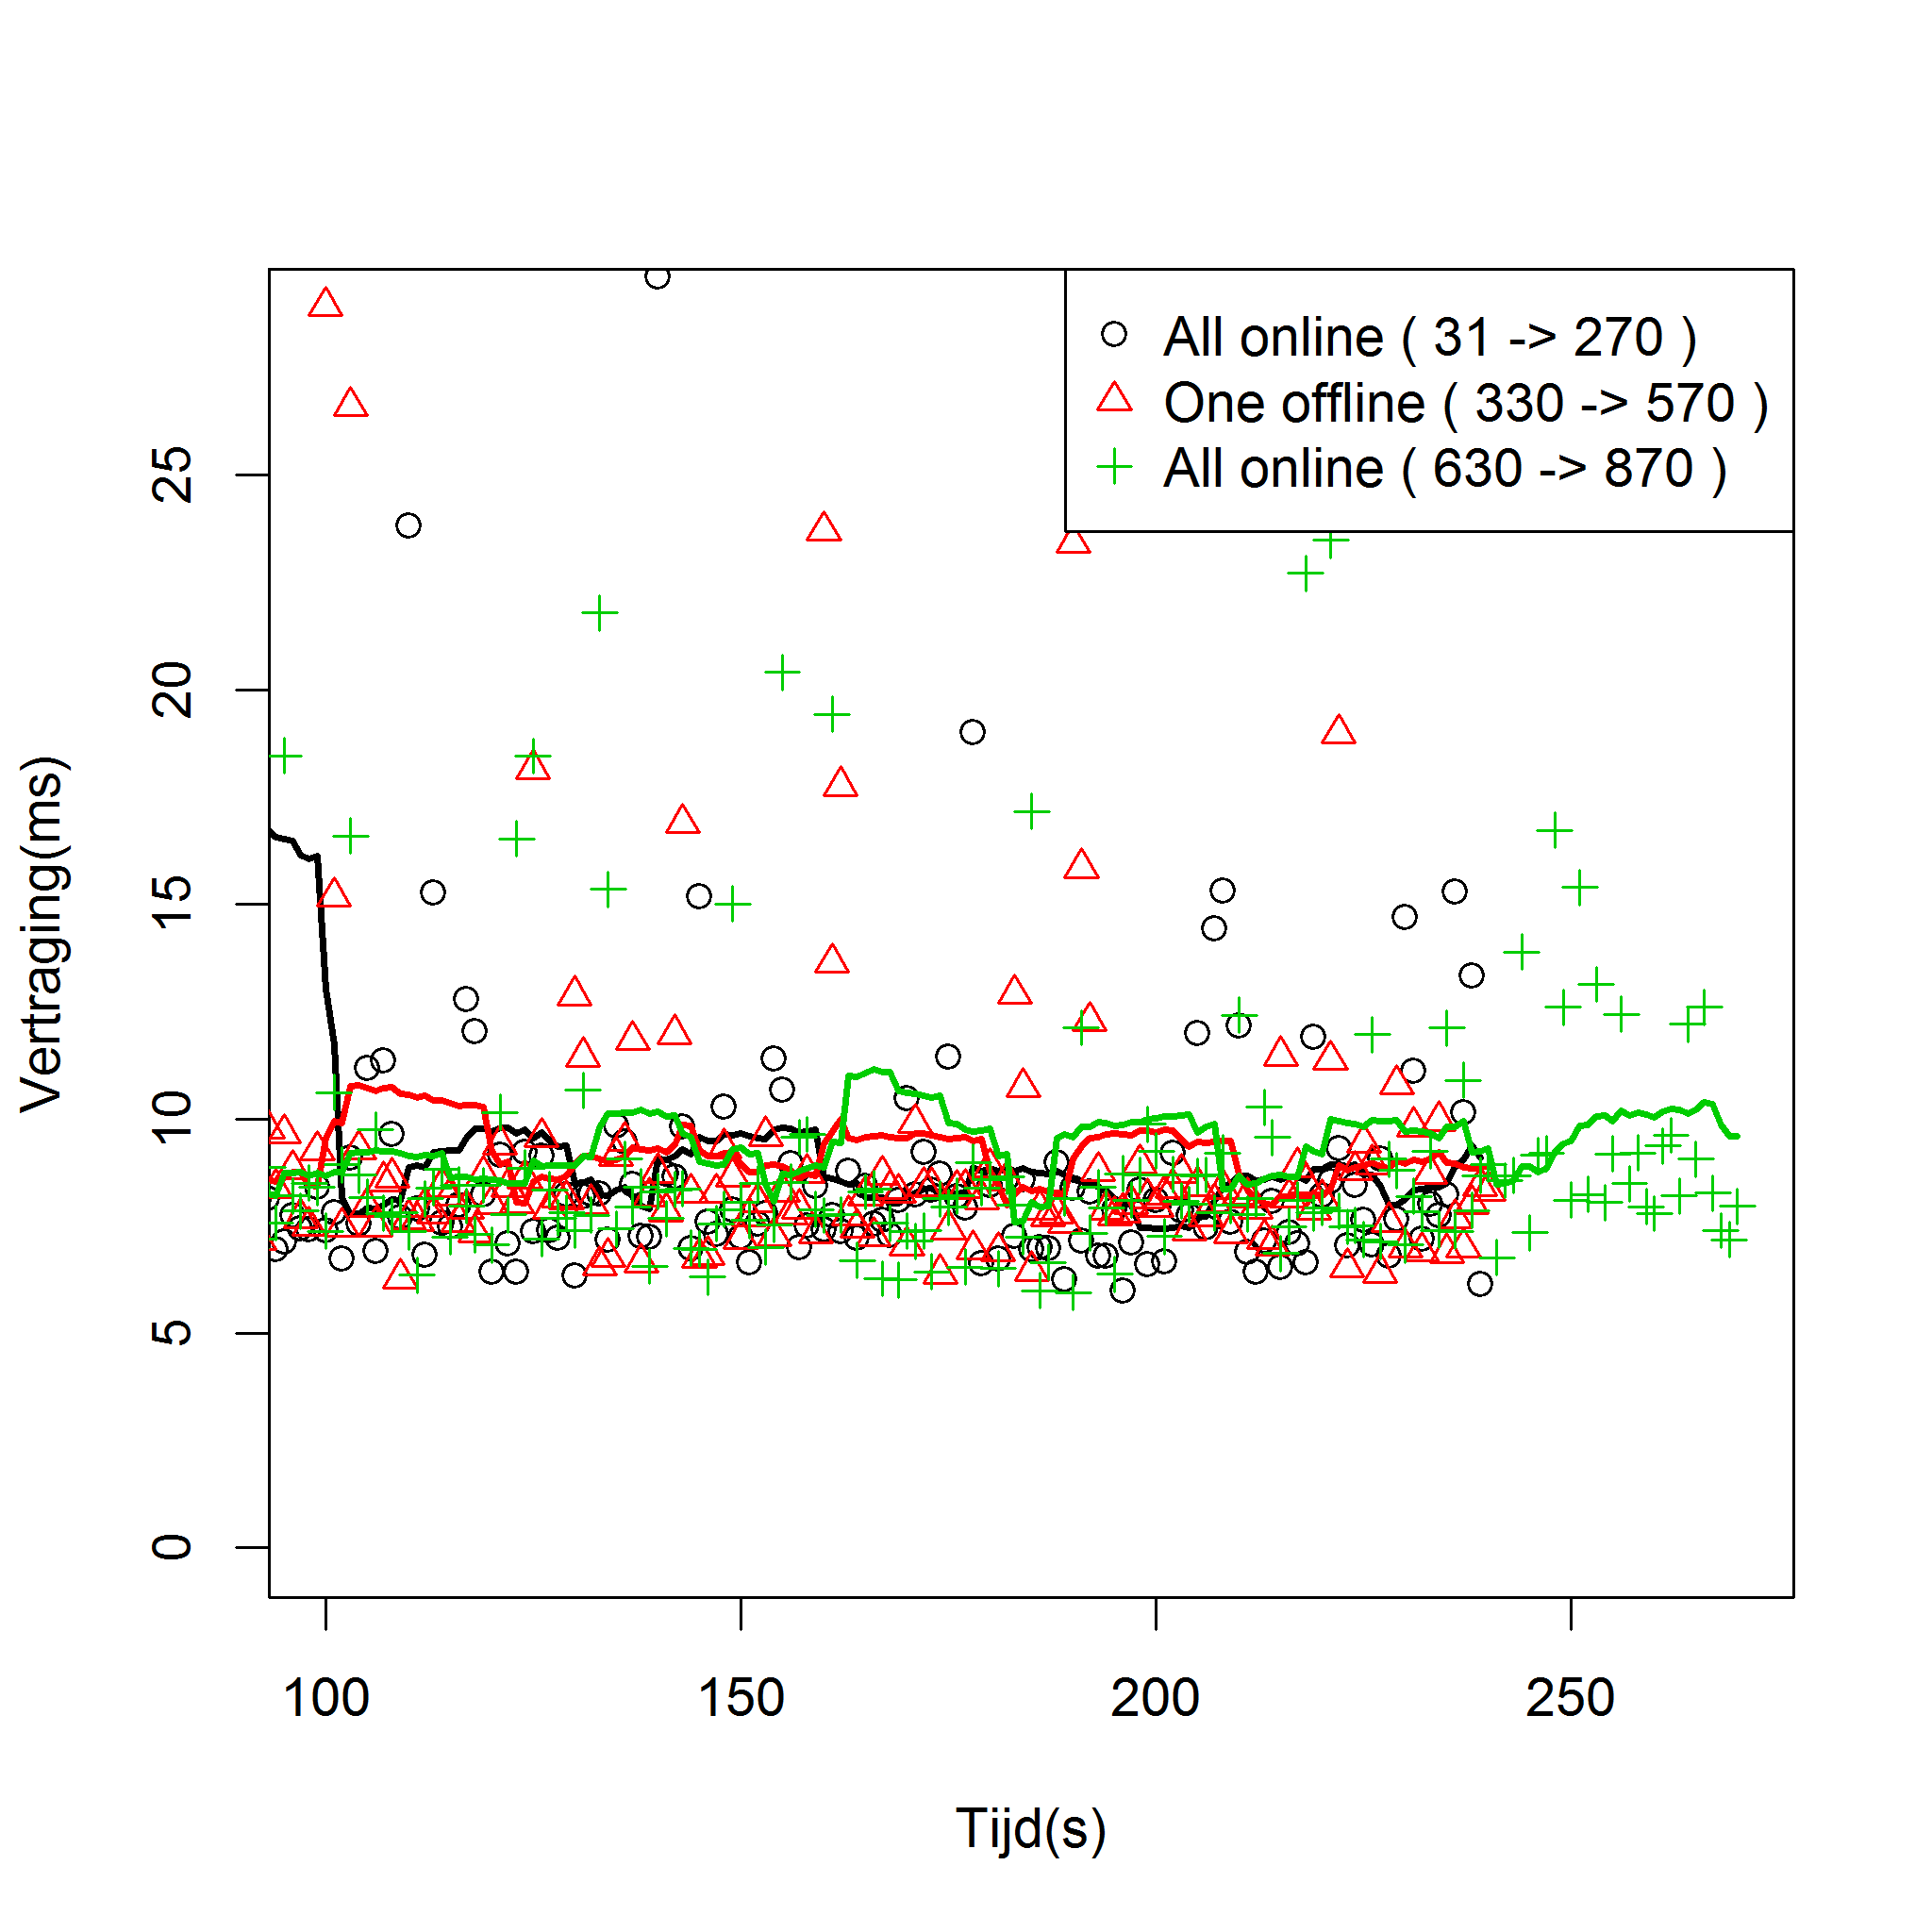 All online ( 31 -> 270 )
One offline ( 330 -> 570 )
All online ( 630 -> 870 )
Vertraging(ms)
25
20
15
10
5
0
100 150 200 250
Tijd(s)